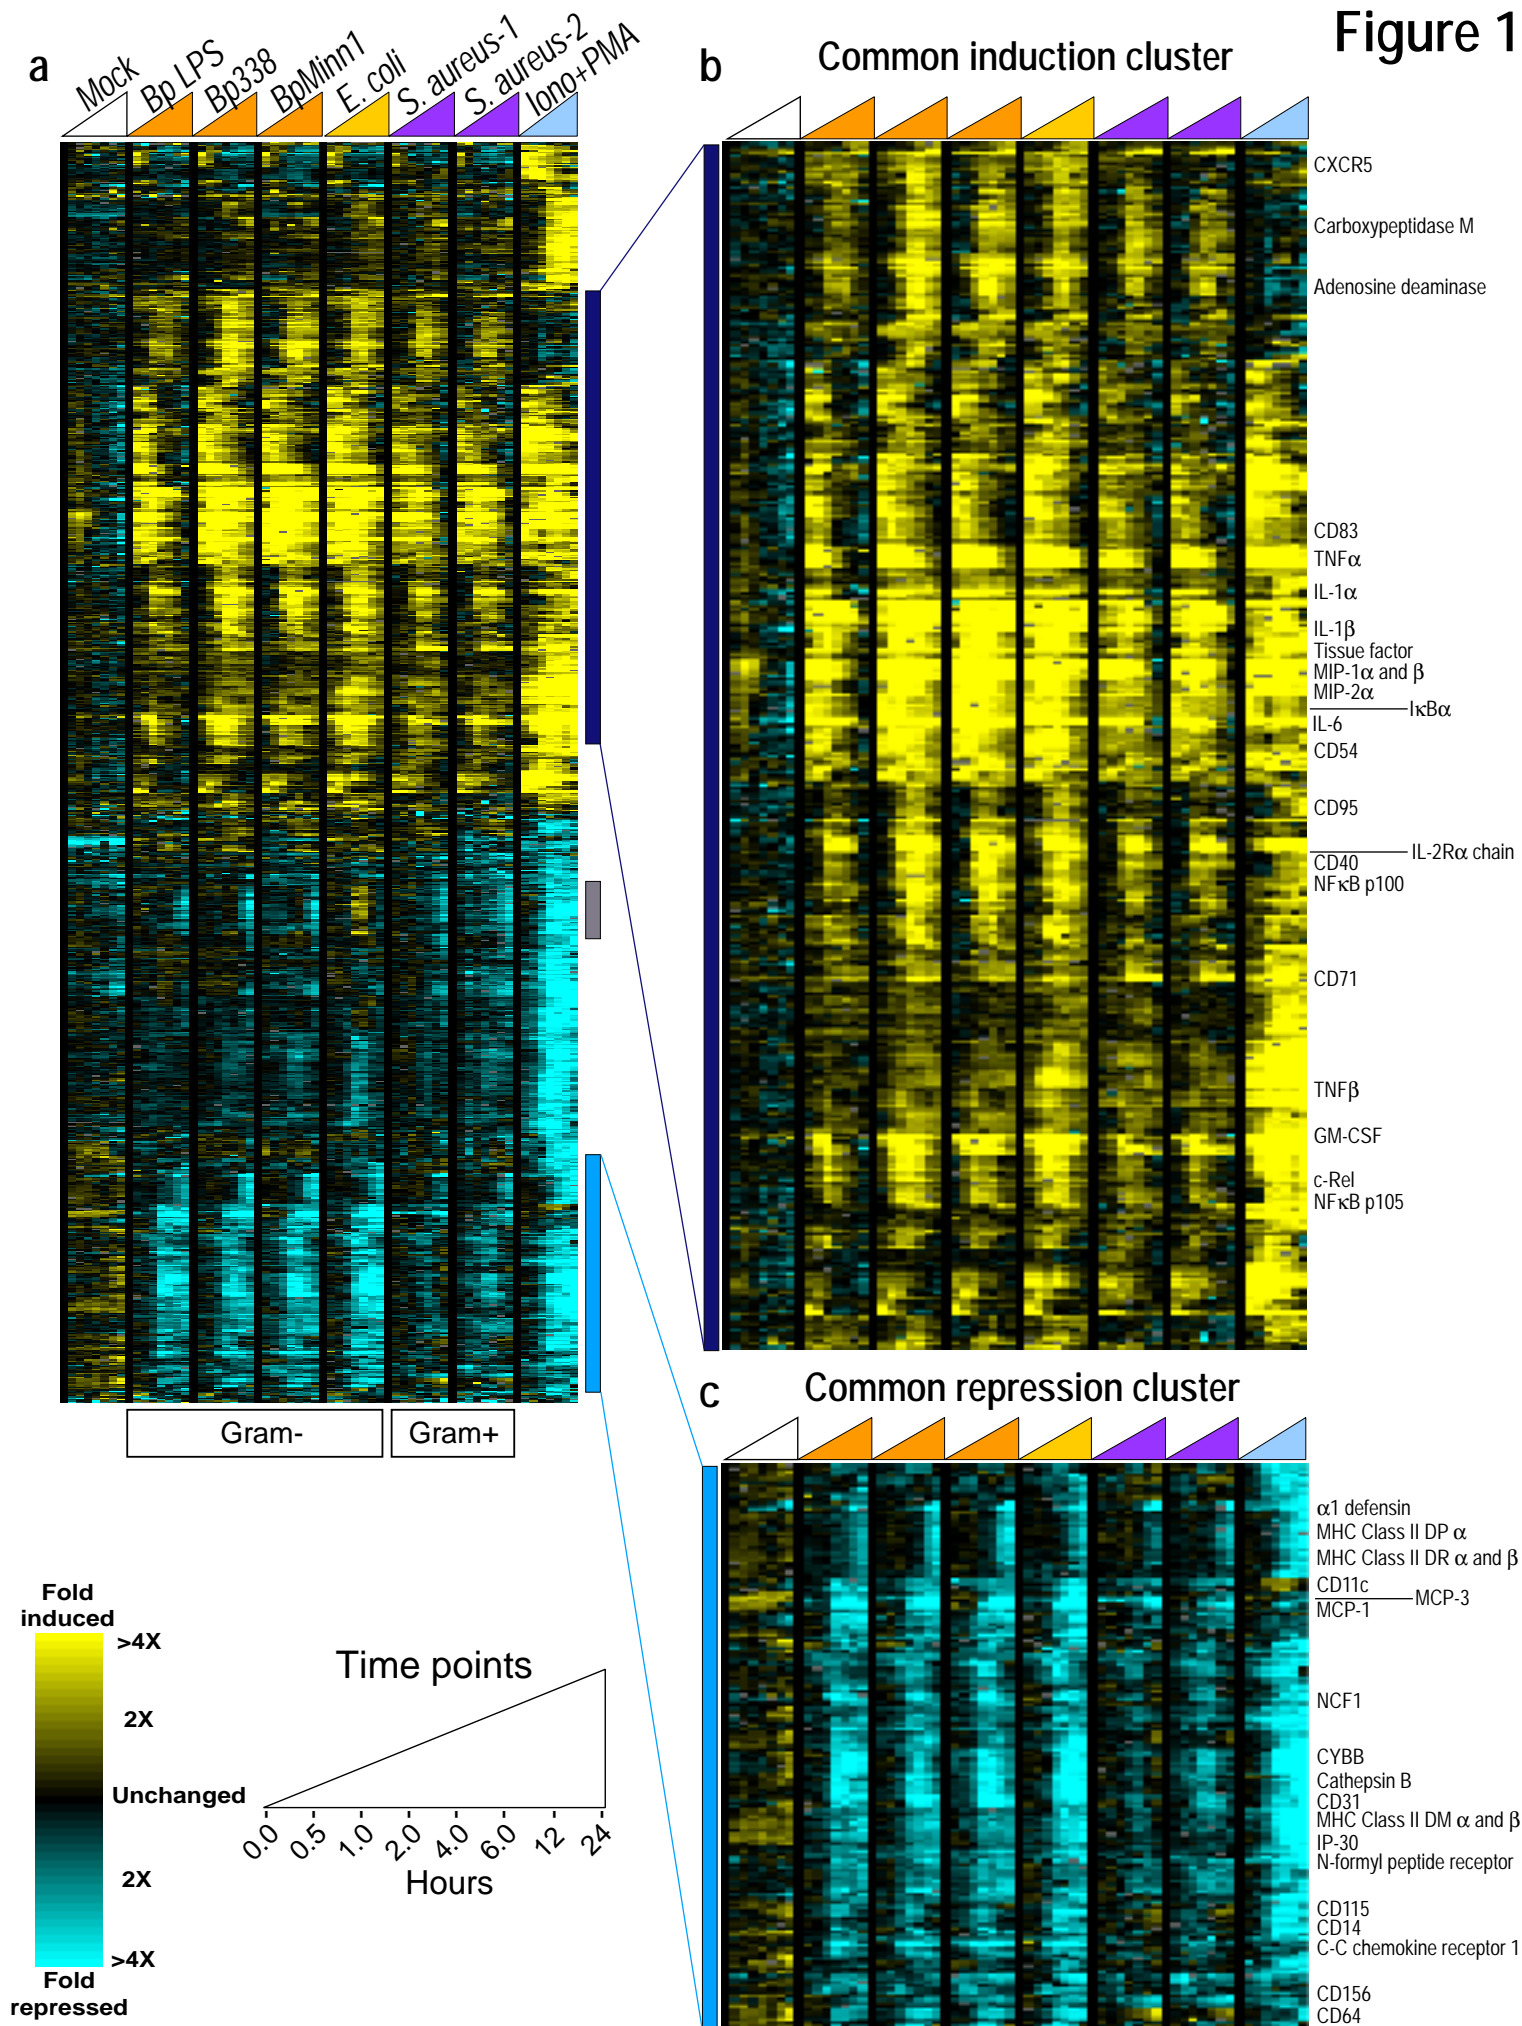 Figure 1
a
Mock
Bp LPS
Bp338
BpMinn1
E. coli
S. aureus-1
S. aureus-2
Iono+PMA
Gram-
Gram+
b
Common induction cluster
CXCR5
Carboxypeptidase M
Adenosine deaminase
CD83
TNFα
IL-1α
IL-1β
Tissue factor
MIP-1α and β
MIP-2α
IκBα
IL-6
CD54
CD95
IL-2Rα chain
CD40
NFκB p100
CD71
TNFβ
GM-CSF
c-Rel
NFκB p105
c
Common repression cluster
α1 defensin
MHC Class II DP α
MHC Class II DR α and β
CD11c
MCP-3
MCP-1
NCF1
CYBB
Cathepsin B
CD31
MHC Class II DM α and β
IP-30
N-formyl peptide receptor
CD115
CD14
C-C chemokine receptor 1
CD156
CD64
Fold
induced
>4X
2X
Unchanged
2X
>4X
Fold
repressed
Time points
0.0
0.5
1.0
2.0
4.0
6.0
12
24
Hours